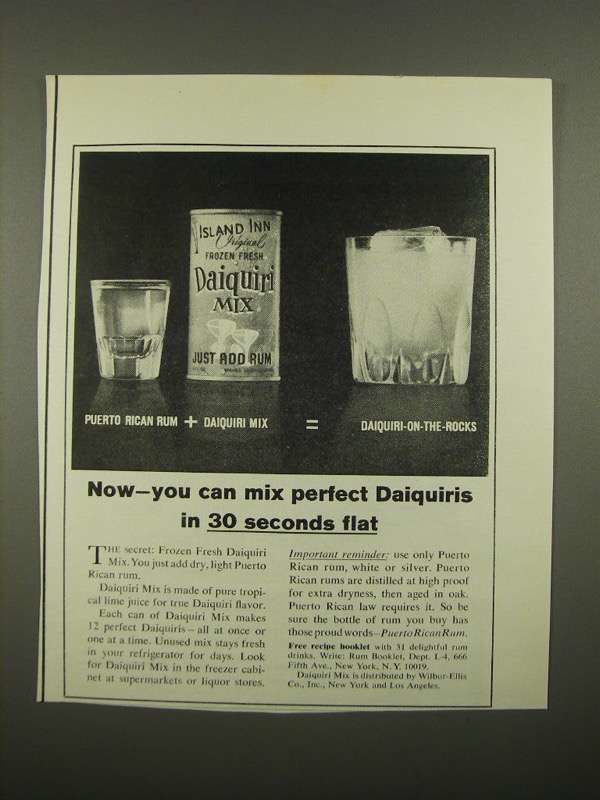 ISLAND INN
Original
FROZEN FRESH
Daiquiri
MIX
JUST ADD RUM
PUERTO RICAN RUM + DAIQUIRI MIX = DAIQUIRI-ON-THE-ROCKS
Now—you can mix perfect Daiquiris
in 30 seconds flat
THE secret: Frozen Fresh Daiquiri
Mix. You just add dry, light Puerto
Rican rum.
Daiquiri Mix is made of pure tropi-
cal lime juice for true Daiquiri flavor.
Each can of Daiquiri Mix makes
12 perfect Daiquiris—all at once or
one at a time. Unused mix stays fresh
in your refrigerator for days. Look
for Daiquiri Mix in the freezer cabi-
net at supermarkets or liquor stores.
Important reminder: use only Puerto
Rican rum, white or silver. Puerto
Rican rums are distilled at high proof
for extra dryness, then aged in oak.
Puerto Rican law requires it. So be
sure the bottle of rum you buy has
those proud words—Puerto Rican Rum.
Free recipe booklet with 31 delightful rum
drinks. Write: Rum Booklet, Dept. L-4, 666
Fifth Ave., New York, N. Y. 10019.
Daiquiri Mix is distributed by Wilbur-Ellis
Co., Inc., New York and Los Angeles.